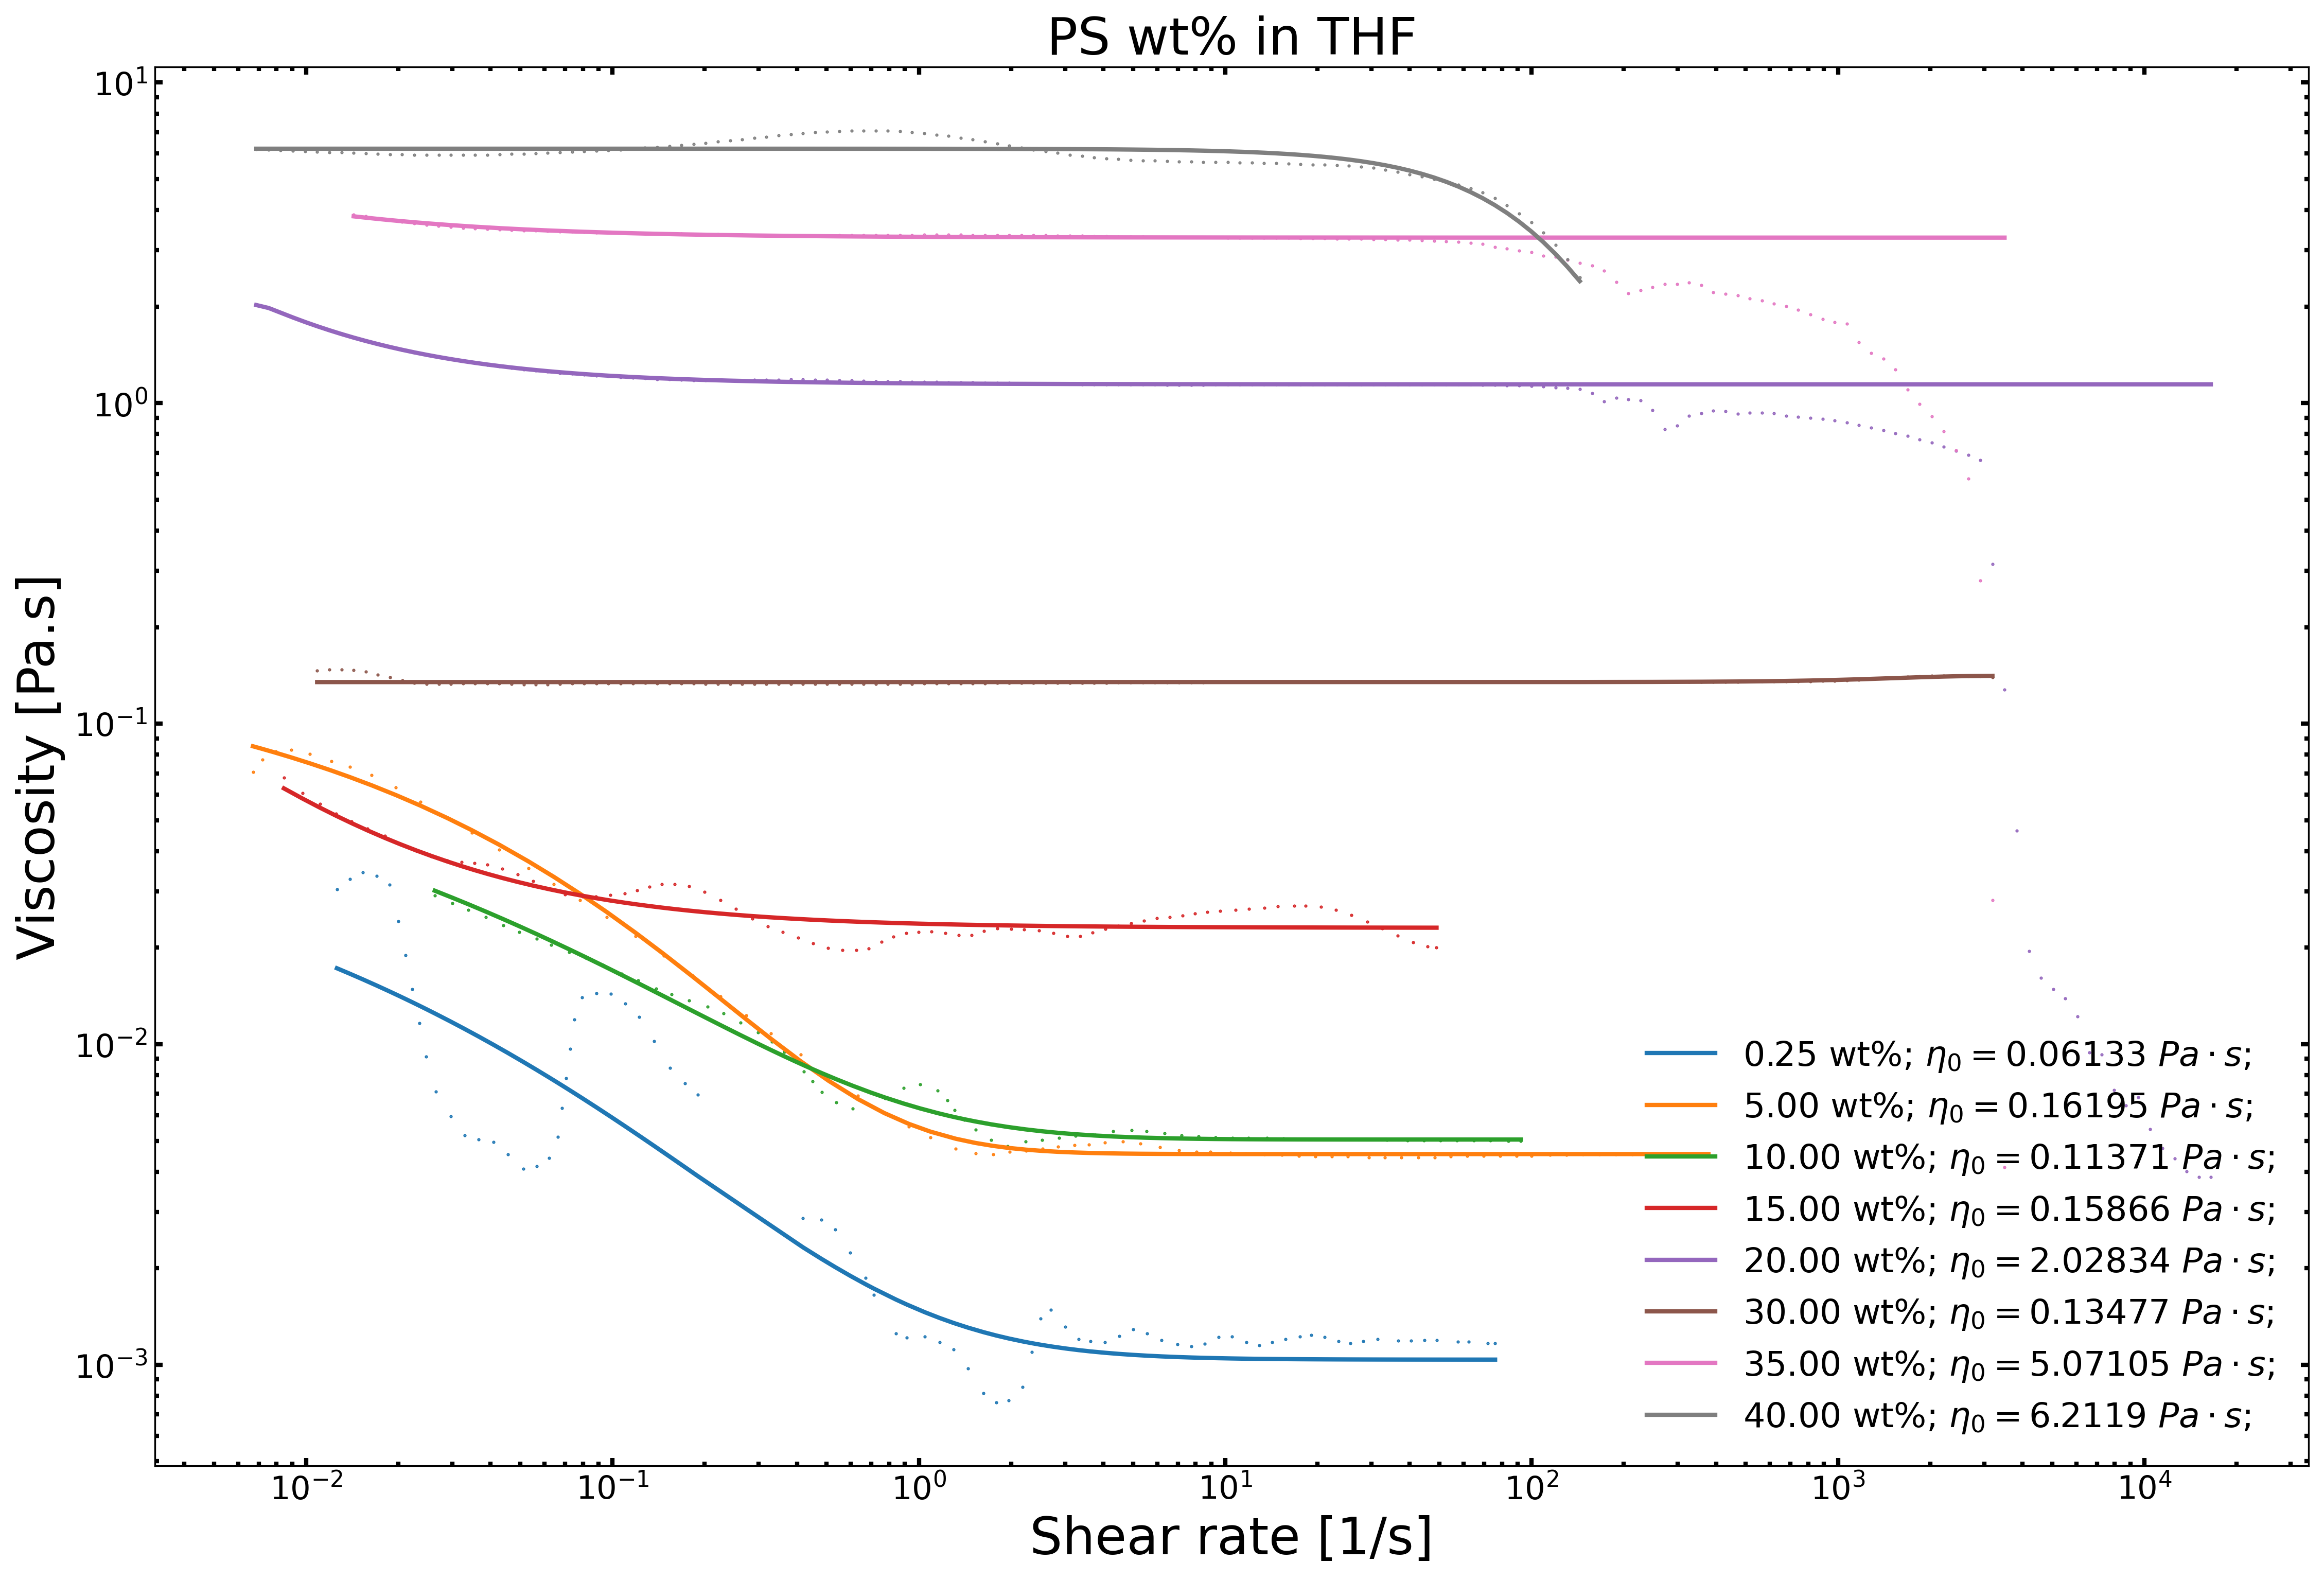 PS wt% in THF
Viscosity [Pa.s]
10¹
10⁰
10⁻¹
10⁻²
10⁻³
0.25 wt%; η₀ = 0.06133 Pa · s;
5.00 wt%; η₀ = 0.16195 Pa · s;
10.00 wt%; η₀ = 0.11371 Pa · s;
15.00 wt%; η₀ = 0.15866 Pa · s;
20.00 wt%; η₀ = 2.02834 Pa · s;
30.00 wt%; η₀ = 0.13477 Pa · s;
35.00 wt%; η₀ = 5.07105 Pa · s;
40.00 wt%; η₀ = 6.2119 Pa · s;
10⁻² 10⁻¹ 10⁰ 10¹ 10² 10³ 10⁴
Shear rate [1/s]